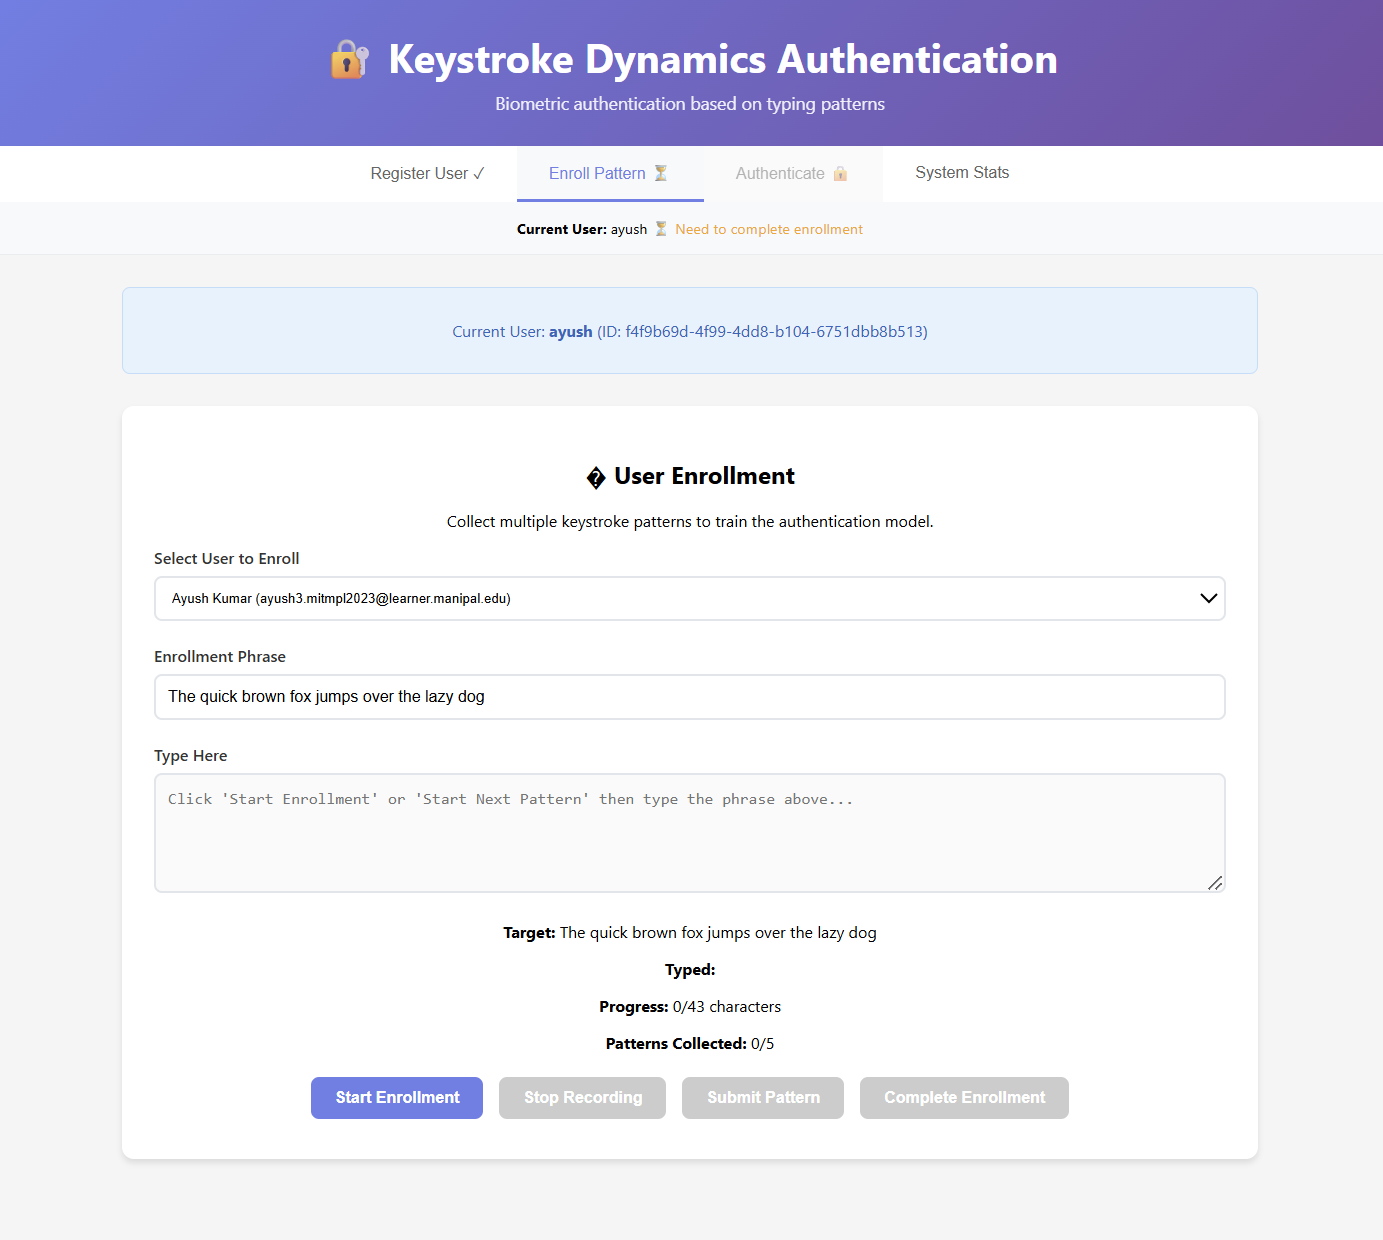 🔐 Keystroke Dynamics Authentication
Biometric authentication based on typing patterns
Register User ✓
Enroll Pattern ⏳
Authenticate 🔒
System Stats
Current User: ayush ⏳ Need to complete enrollment
Current User: ayush (ID: f4f9b69d-4f99-4dd8-b104-6751dbb8b513)
� User Enrollment
Collect multiple keystroke patterns to train the authentication model.
Select User to Enroll
Ayush Kumar (ayush3.mitmpl2023@learner.manipal.edu)
Enrollment Phrase
The quick brown fox jumps over the lazy dog
Type Here
Click 'Start Enrollment' or 'Start Next Pattern' then type the phrase above...
Target: The quick brown fox jumps over the lazy dog
Typed:
Progress: 0/43 characters
Patterns Collected: 0/5
Start Enrollment
Stop Recording
Submit Pattern
Complete Enrollment